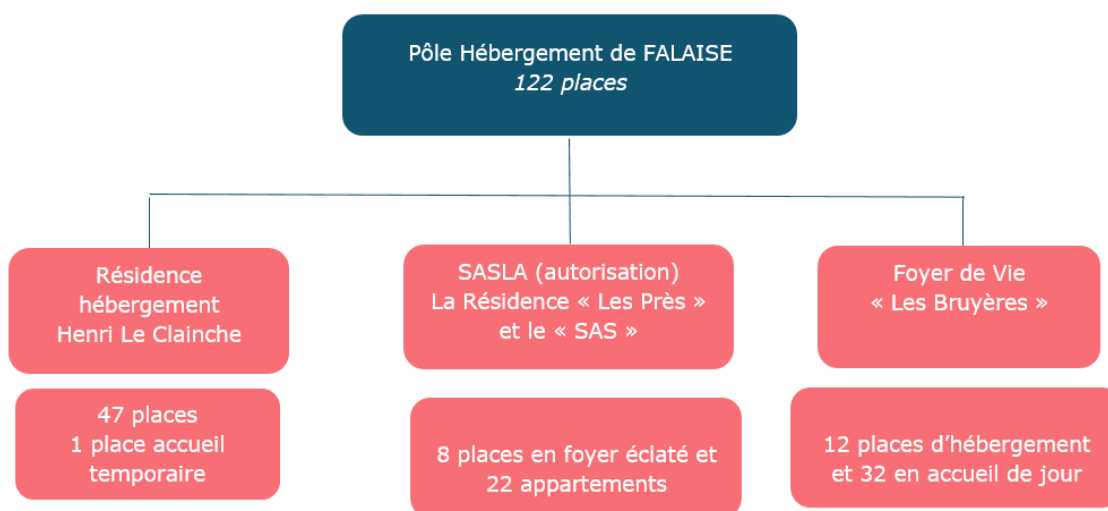 Pôle Hébergement de FALAISE
122 places
Résidence
hébergement
Henri Le Clainche
SASLA (autorisation)
La Résidence « Les Près »
et le « SAS »
Foyer de Vie
« Les Bruyères »
47 places
1 place accueil
temporaire
8 places en foyer éclaté et
22 appartements
12 places d’hébergement
et 32 en accueil de jour